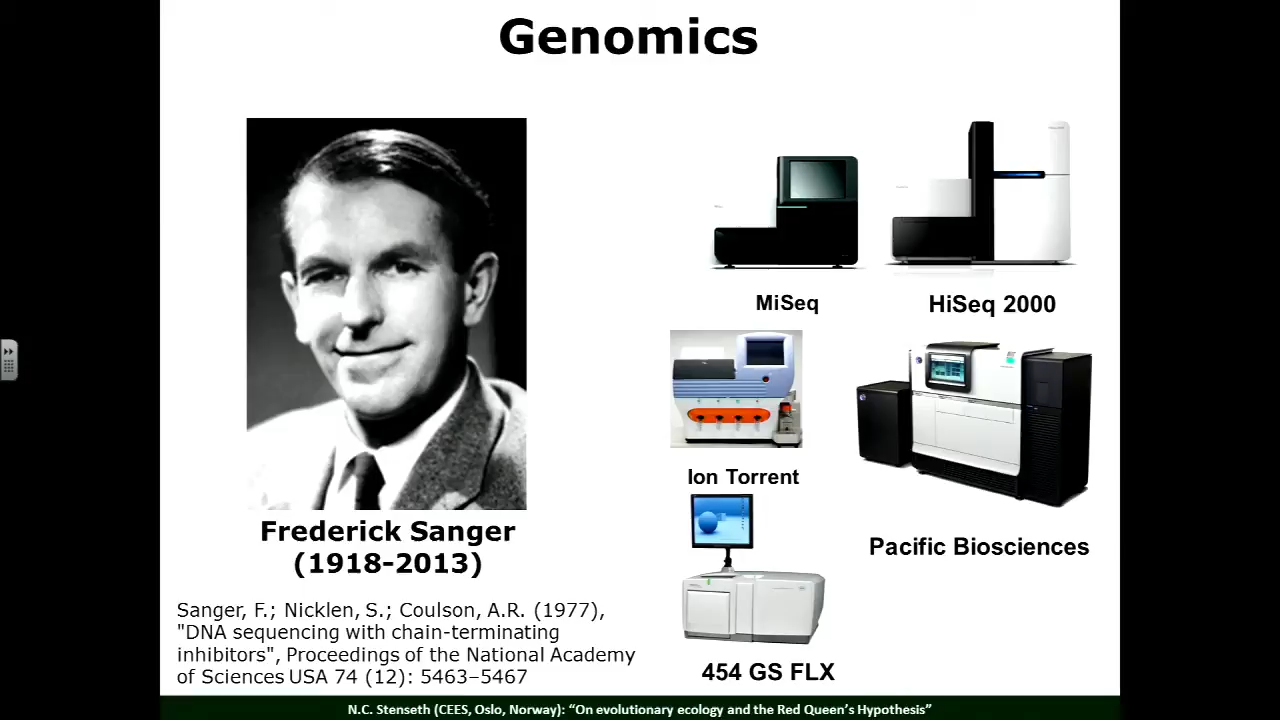 Genomics
MiSeq
HiSeq 2000
Ion Torrent
Pacific Biosciences
Frederick Sanger
(1918-2013)
Sanger, F.; Nicklen, S.; Coulson, A.R. (1977),
"DNA sequencing with chain-terminating
inhibitors", Proceedings of the National Academy
of Sciences USA 74 (12): 5463–5467
454 GS FLX
N.C. Stenseth (CEES, Oslo, Norway): “On evolutionary ecology and the Red Queen’s Hypothesis”